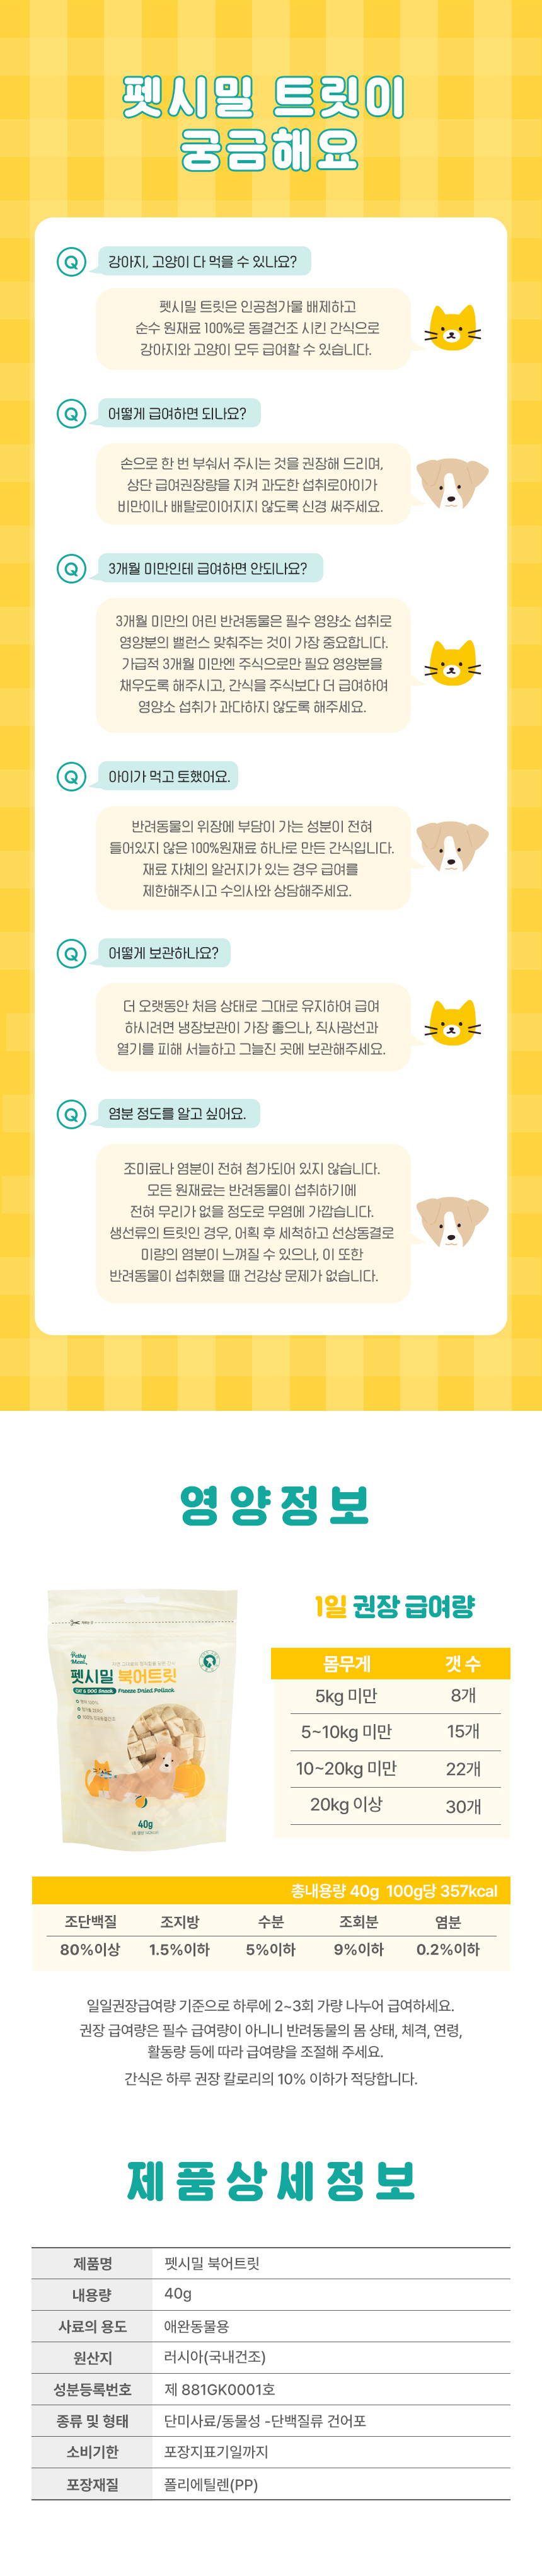 펫시밀 트릿이
궁금해요
Q 강아지, 고양이 다 먹을 수 있나요?
펫시밀 트릿은 인공첨가물 배제하고
순수 원재료 100%로 동결건조 시킨 간식으로
강아지와 고양이 모두 급여할 수 있습니다.
Q 어떻게 급여하면 되나요?
손으로 한 번 부숴서 주시는 것을 권장해 드리며,
상단 급여권장량을 지켜 과도한 섭취로아이가
비만이나 배탈로이어지지 않도록 신경 써주세요.
Q 3개월 미만인데 급여하면 안되나요?
3개월 미만의 어린 반려동물은 필수 영양소 섭취로
영양분의 밸런스 맞춰주는 것이 가장 중요합니다.
가급적 3개월 미만엔 주식으로만 필요 영양분을
채우도록 해주시고, 간식을 주식보다 더 급여하여
영양소 섭취가 과다하지 않도록 해주세요.
Q 아이가 먹고 토했어요.
반려동물의 위장에 부담이 가는 성분이 전혀
들어있지 않은 100%원재료 하나로 만든 간식입니다.
재료 자체의 알러지가 있는 경우 급여를
제한해주시고 수의사와 상담해주세요.
Q 어떻게 보관하나요?
더 오랫동안 처음 상태로 그대로 유지하여 급여
하시려면 냉장보관이 가장 좋으나, 직사광선과
열기를 피해 서늘하고 그늘진 곳에 보관해주세요.
Q 염분 정도를 알고 싶어요.
조미료나 염분이 전혀 첨가되어 있지 않습니다.
모든 원재료는 반려동물이 섭취하기에
전혀 무리가 없을 정도로 무염에 가깝습니다.
생선류의 트릿인 경우, 어획 후 세척하고 선상동결로
미량의 염분이 느껴질 수 있으나, 이 또한
반려동물이 섭취했을 때 건강상 문제가 없습니다.
영양정보
Pethy Meal
펫시밀 북어트릿
CAT & DOG Snack Freeze Dried Pollack
40g
1일 권장 급여량
몸무게 갯 수
5kg 미만 8개
5~10kg 미만 15개
10~20kg 미만 22개
20kg 이상 30개
총내용량 40g 100g당 357kcal
조단백질 조지방 수분 조회분 염분
80%이상 1.5%이하 5%이하 9%이하 0.2%이하
일일권장급여량 기준으로 하루에 2~3회 가량 나누어 급여하세요.
권장 급여량은 필수 급여량이 아니니 반려동물의 몸 상태, 체격, 연령,
활동량 등에 따라 급여량을 조절해 주세요.
간식은 하루 권장 칼로리의 10% 이하가 적당합니다.
제품상세정보
제품명 펫시밀 북어트릿
내용량 40g
사료의 용도 애완동물용
원산지 러시아(국내건조)
성분등록번호 제 881GK0001호
종류 및 형태 단미사료/동물성 -단백질류 건어포
소비기한 포장지표기일까지
포장재질 폴리에틸렌(PP)